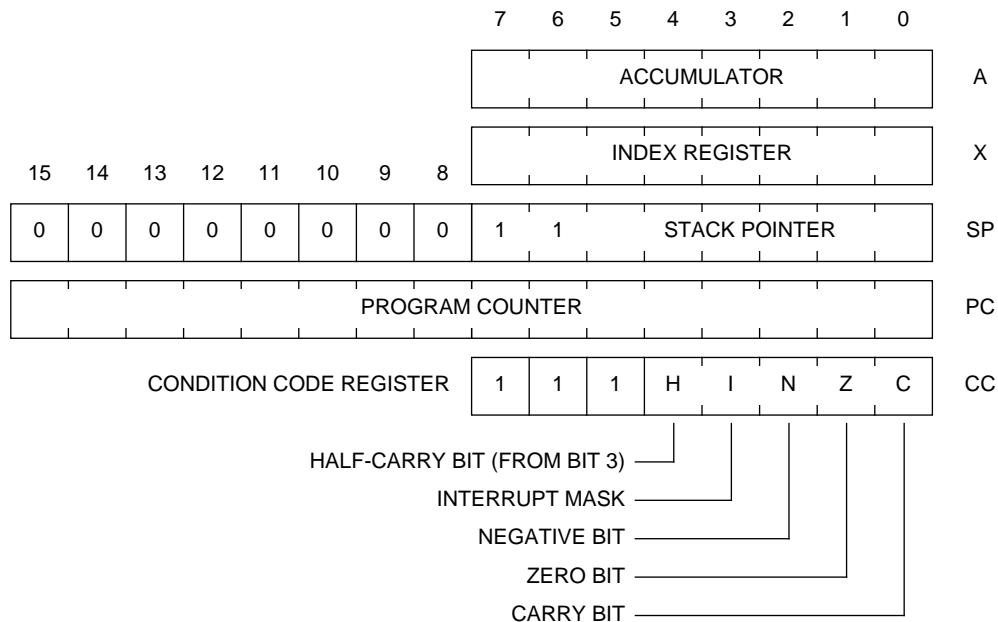 7 6 5 4 3 2 1 0
ACCUMULATOR A
INDEX REGISTER X
15 14 13 12 11 10 9 8
0 0 0 0 0 0 0 0 1 1 STACK POINTER SP
PROGRAM COUNTER PC
CONDITION CODE REGISTER 1 1 1 H I N Z C CC
HALF-CARRY BIT (FROM BIT 3)
INTERRUPT MASK
NEGATIVE BIT
ZERO BIT
CARRY BIT